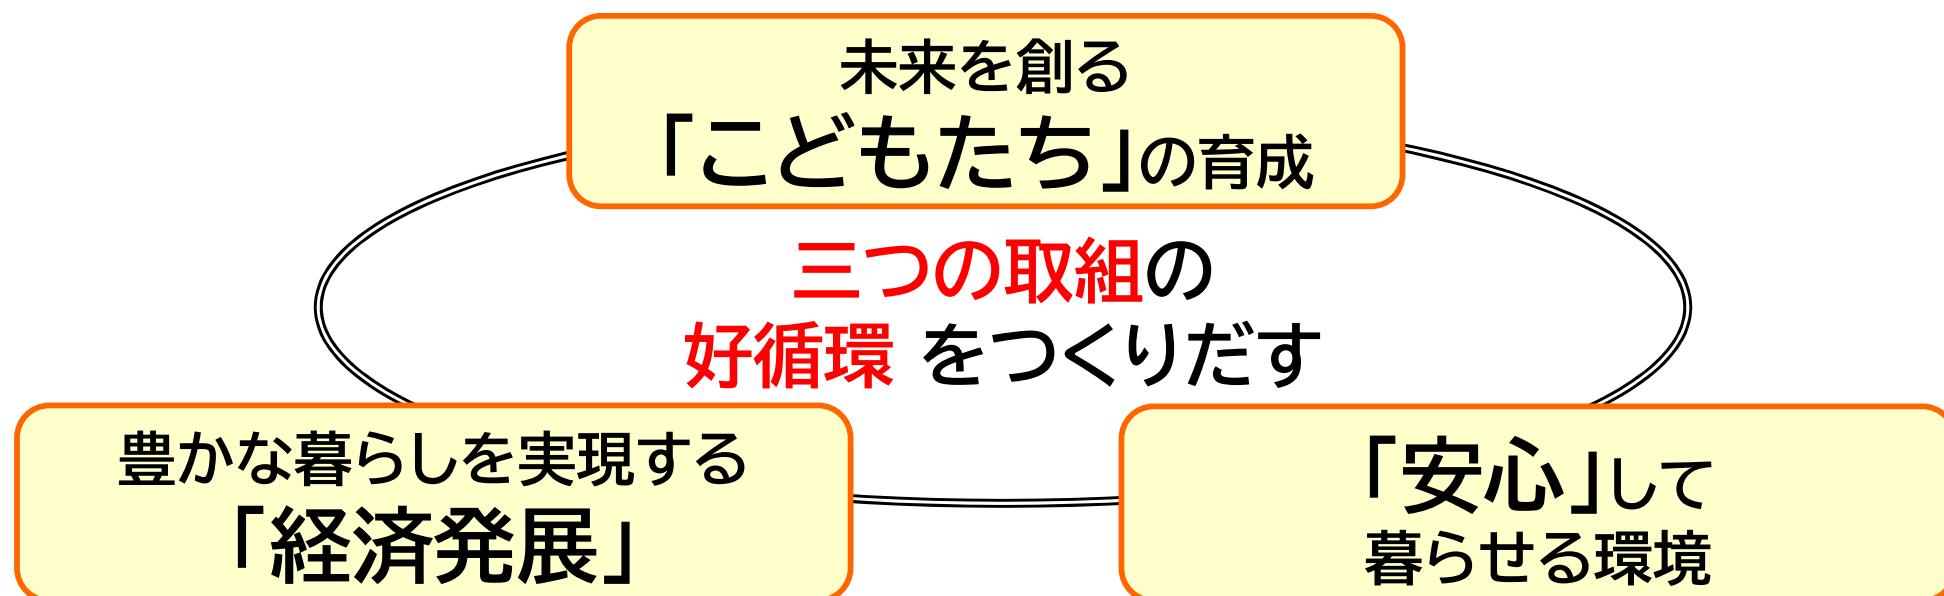 未来を創る
「こどもたち」の育成
三つの取組の
好循環 をつくりだす
豊かな暮らしを実現する
「経済発展」
「安心」して
暮らせる環境